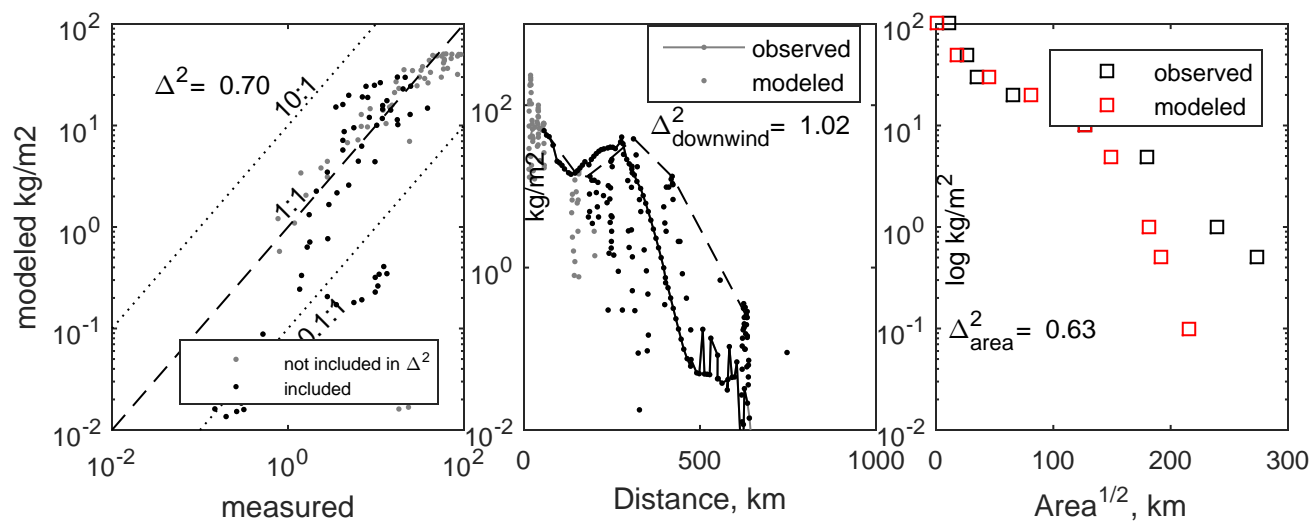 10^2
10^1
10^0
10^-1
10^-2
modeled kg/m2
Δ^2= 0.70
10:1
1:1
0.1:1
not included in Δ^2
included
10^-2
10^0
10^2
measured
10^2
10^0
10^-2
kg/m2
observed
modeled
Δ^2_downwind= 1.02
0
500
1000
Distance, km
10^2
10^1
10^0
10^-1
10^-2
log kg/m^2
observed
modeled
Δ^2_area= 0.63
0
100
200
300
Area^1/2, km